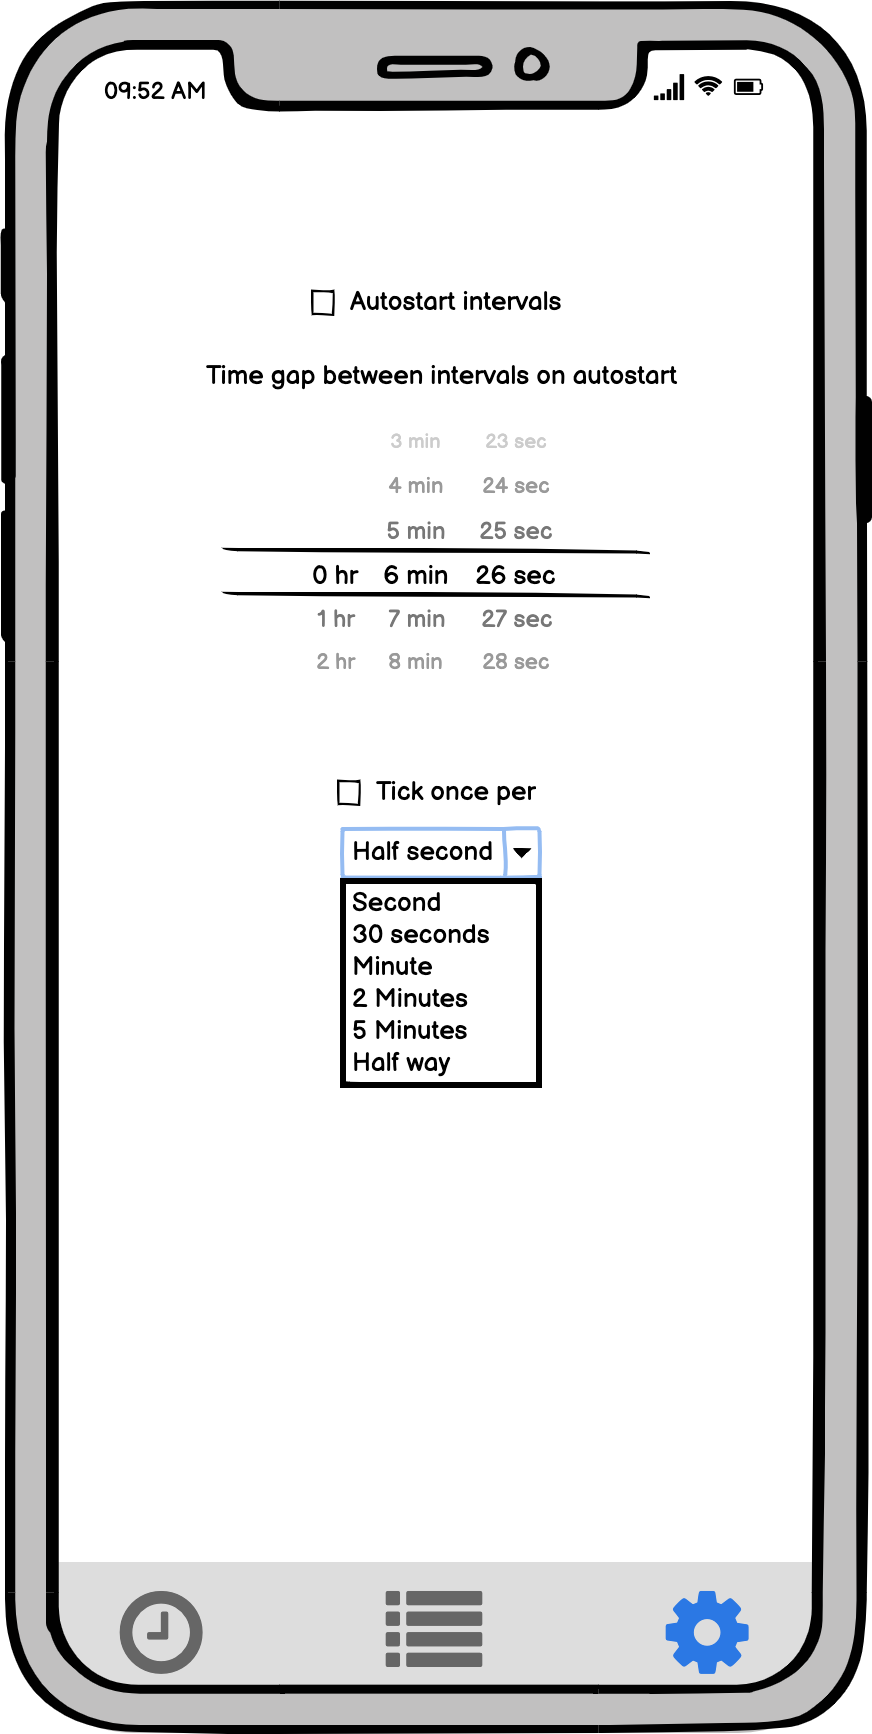 09:52 AM
Autostart intervals
Time gap between intervals on autostart
3 min 23 sec
4 min 24 sec
5 min 25 sec
0 hr 6 min 26 sec
1 hr 7 min 27 sec
2 hr 8 min 28 sec
Tick once per
Half second
Second
30 seconds
Minute
2 Minutes
5 Minutes
Half way